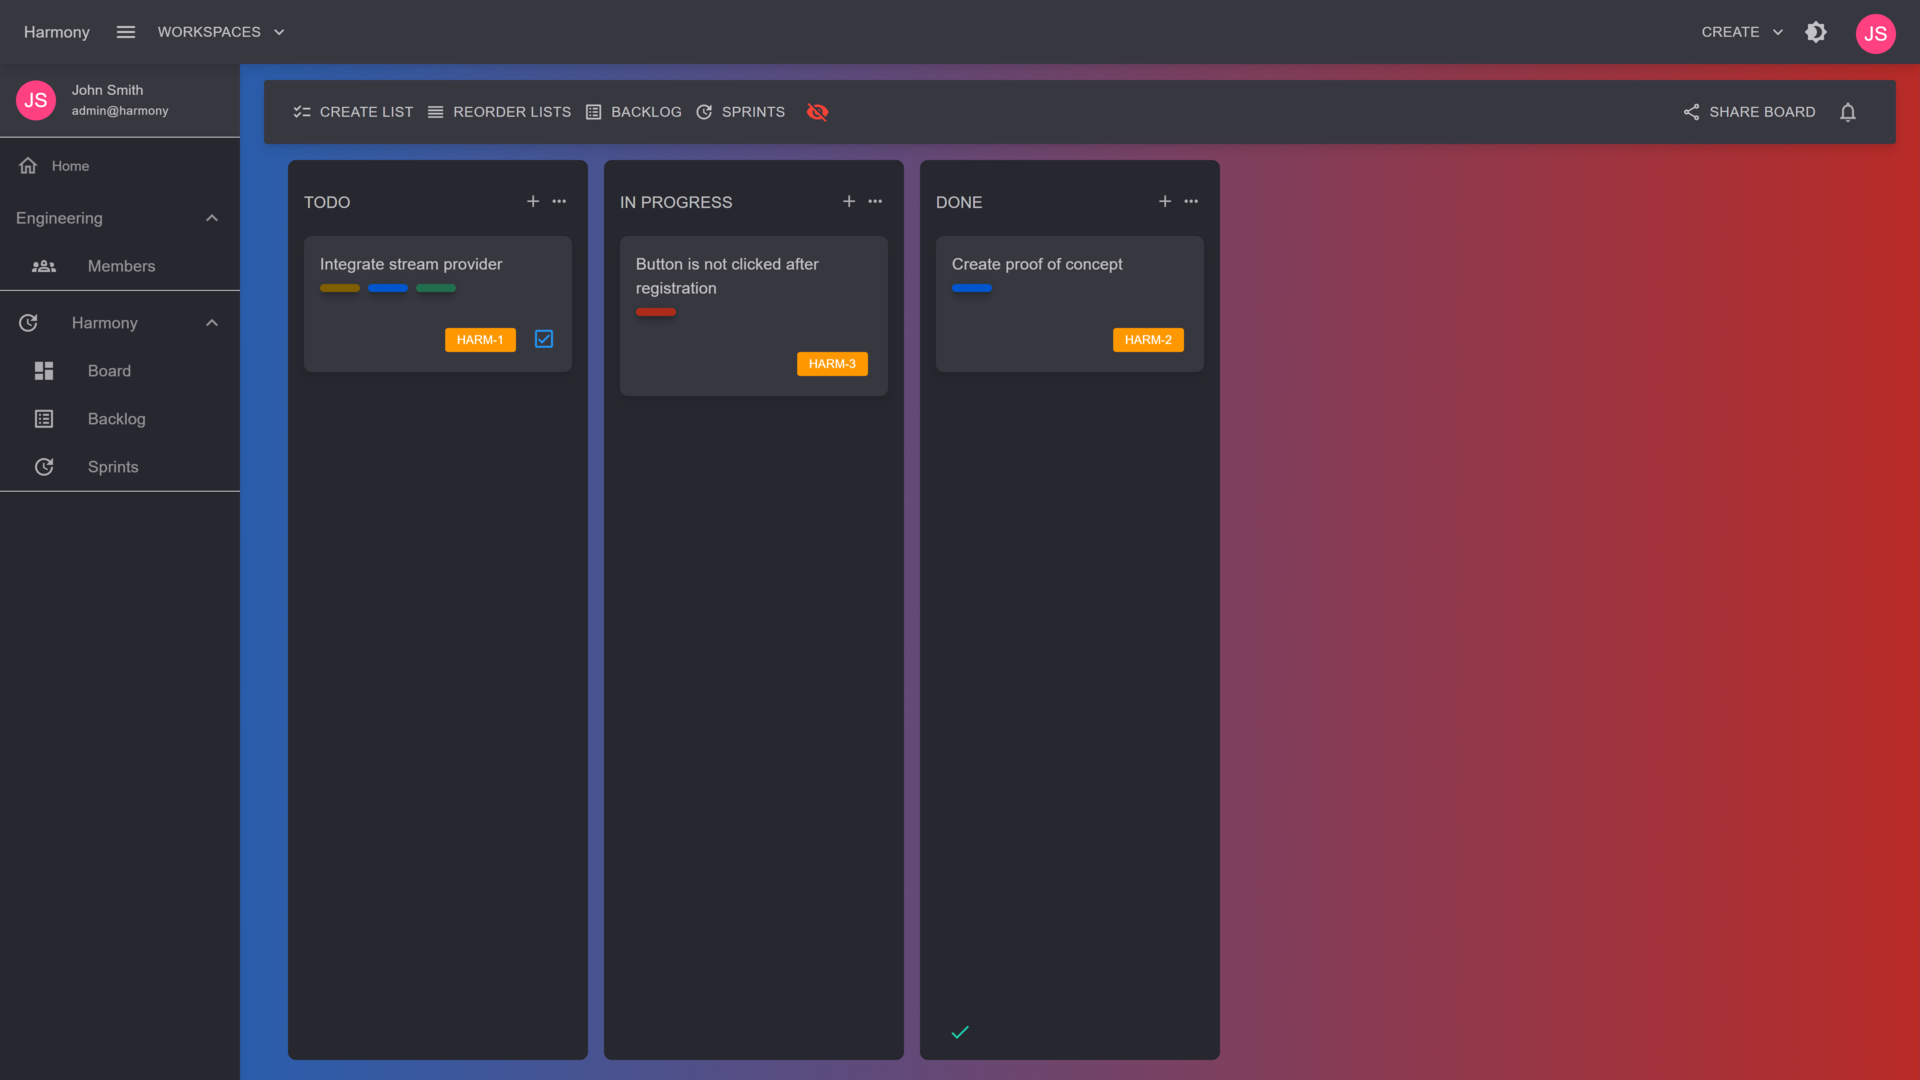 Harmony
WORKSPACES
CREATE
JS
JS
John Smith
admin@harmony
CREATE LIST
REORDER LISTS
BACKLOG
SPRINTS
SHARE BOARD
Home
Engineering
Members
Harmony
Board
Backlog
Sprints
TODO
Integrate stream provider
HARM-1
IN PROGRESS
Button is not clicked after
registration
HARM-3
DONE
Create proof of concept
HARM-2